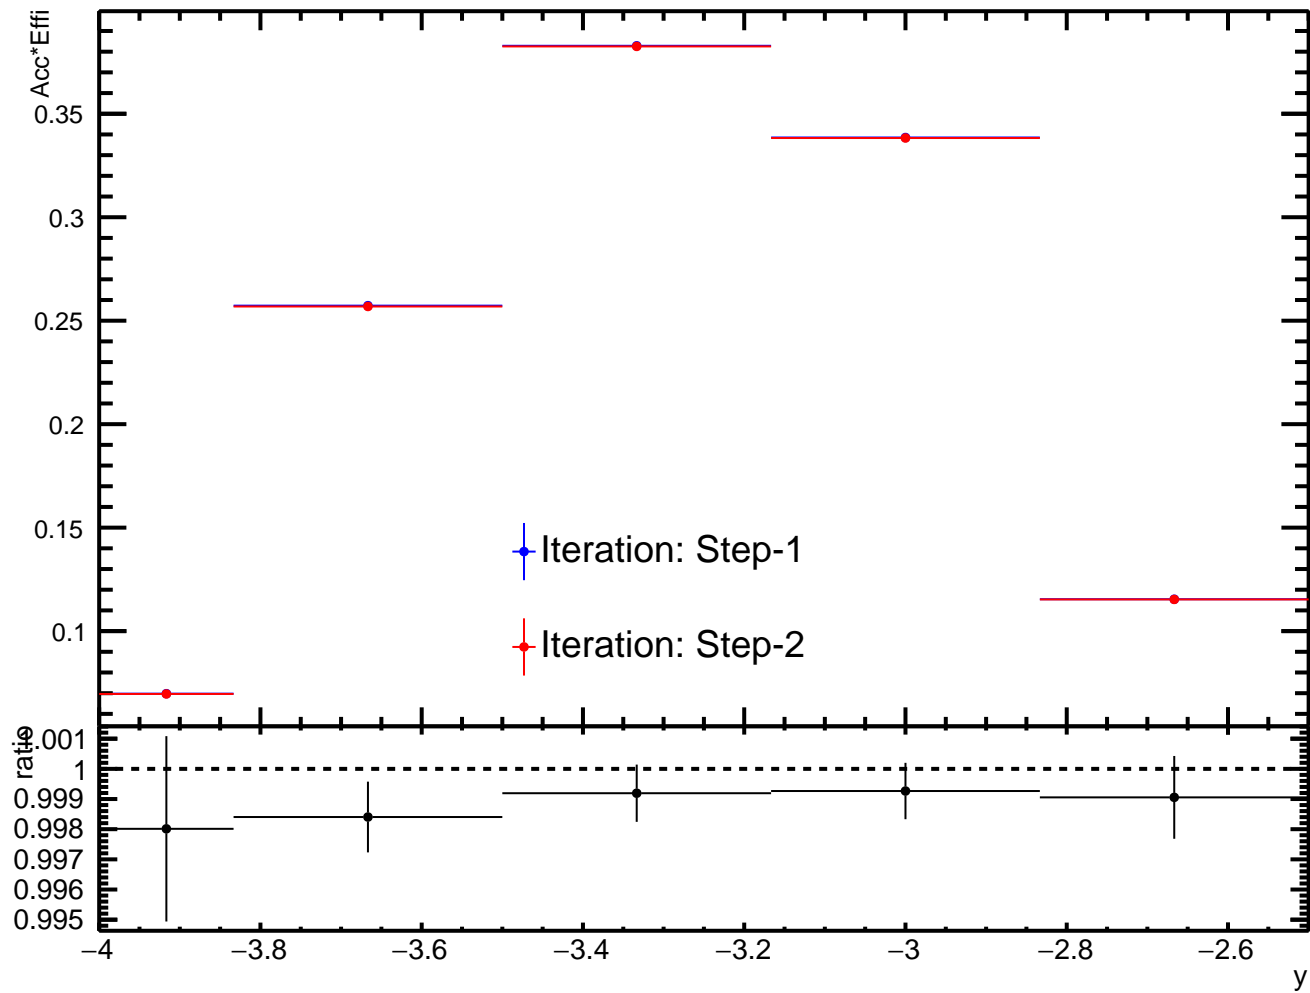 Acc*Effi
0.35
0.3
0.25
0.2
0.15
0.1
Iteration: Step-1
Iteration: Step-2
ratio
1.001
1
0.999
0.998
0.997
0.996
0.995
−4 −3.8 −3.6 −3.4 −3.2 −3 −2.8 −2.6
y